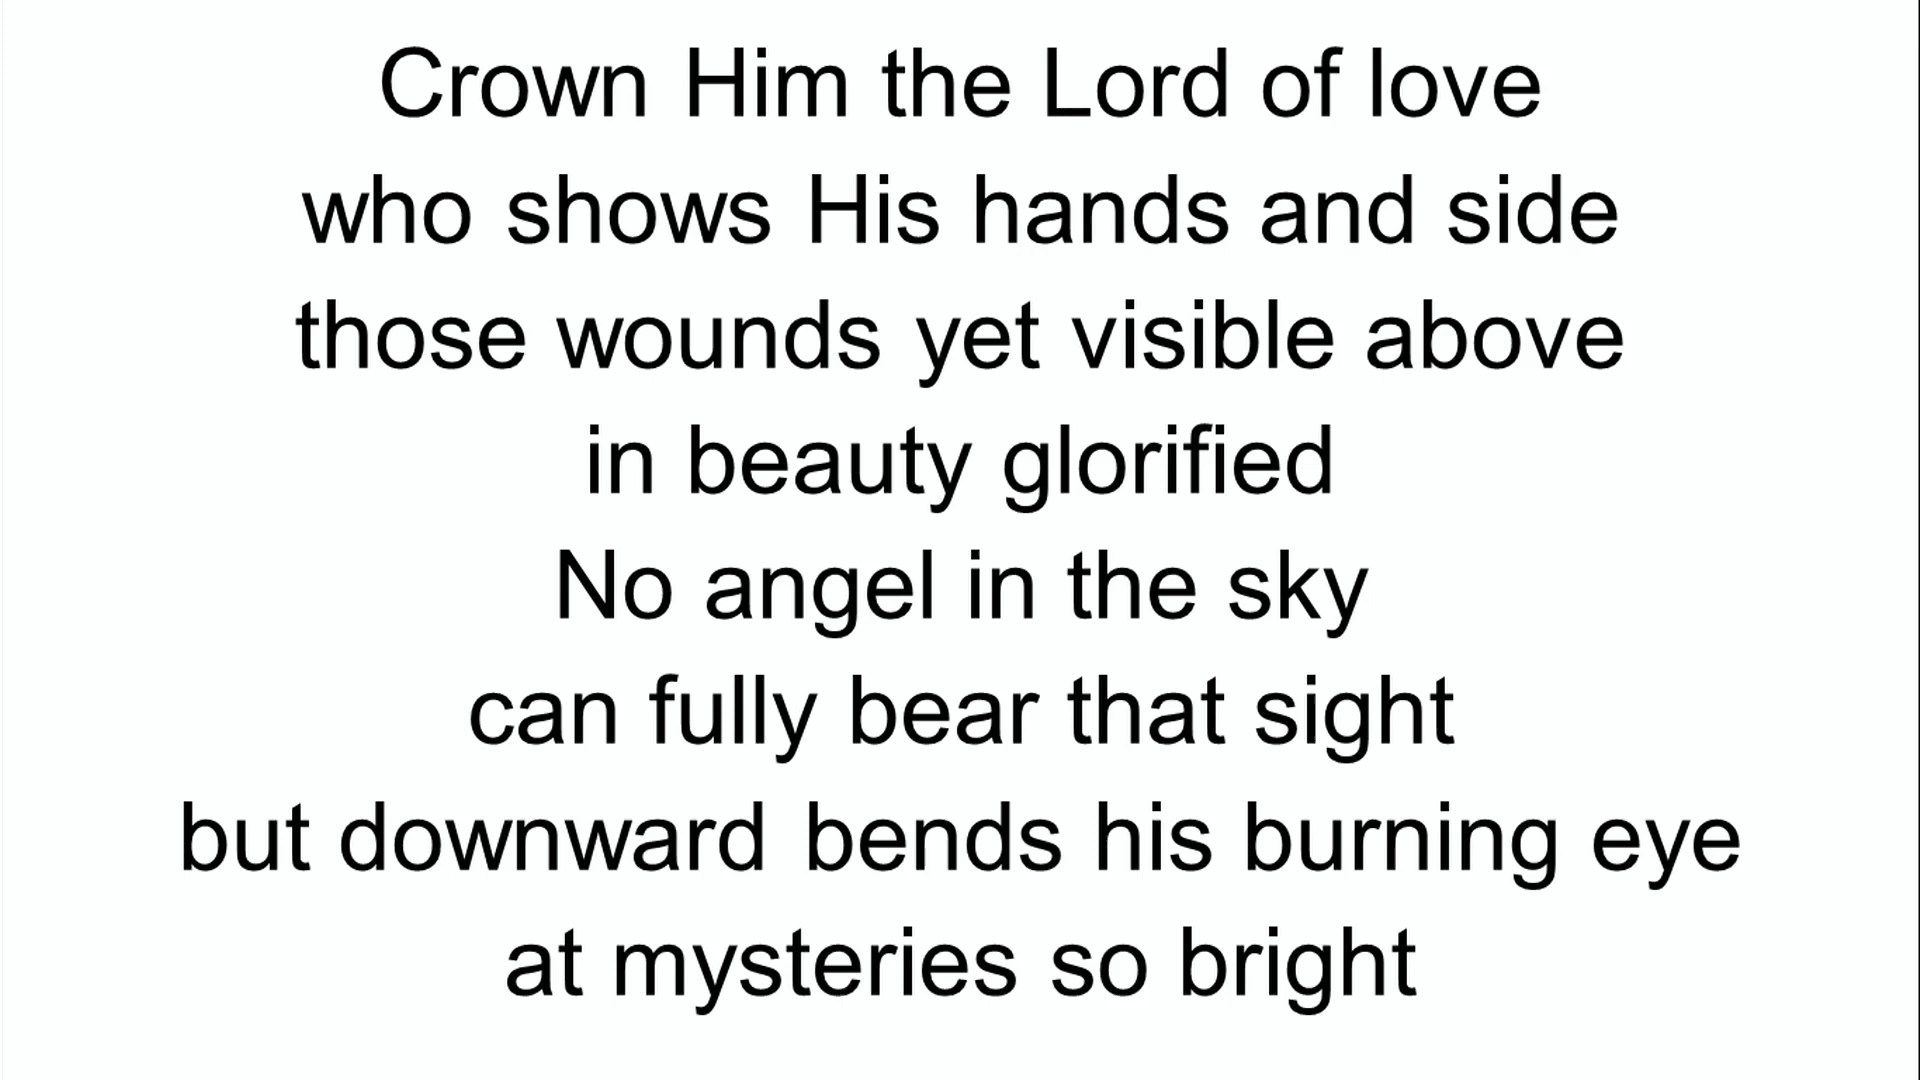 Crown Him the Lord of love
who shows His hands and side
those wounds yet visible above
in beauty glorified
No angel in the sky
can fully bear that sight
but downward bends his burning eye
at mysteries so bright